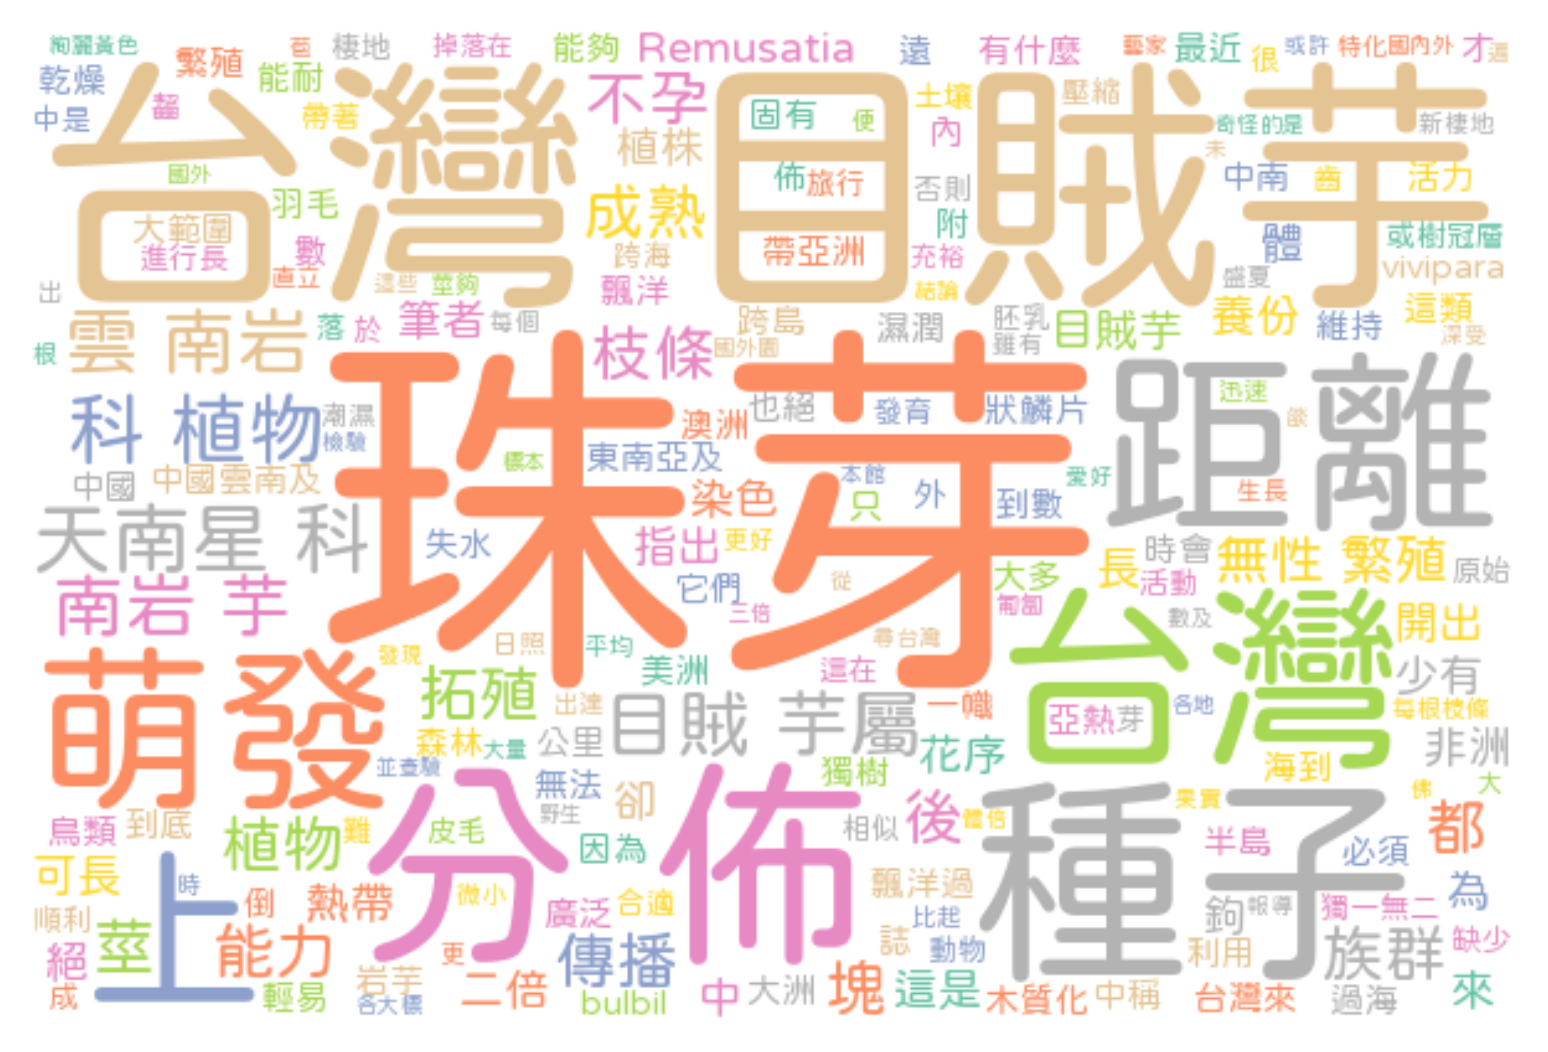 絢麗黃色
繁殖
苞
棲地
掉落在
能夠
Remusatia
遠
有什麼
藝家
最近
很
或許
特化國內外
才
遍
乾燥
齧
能耐
帶著
不孕
固有
便
土壤
壓縮
奇怪的是
新棲地
中是
台灣目賊芋
國外
植株
內
未
羽毛
佈
旅行
否則
中南
齒
活力
大範圍
成熟
附
或樹冠層
進行長
數
跨海
帶亞洲
充裕
體
vivipara
直立
這些
莖夠
飄洋
結論
盛夏
出
雲 南岩
落
於
筆者
每個
枝條
跨島
濕潤
胚乳
目賊芋
養份
維持
這類
根
國外園
雖有
深受
科 植物
潮濕
檢驗
珠芽
澳洲
也絕
發育
狀鱗片
距離
迅速
中國
中國雲南及
標本
東南亞及
本館
愛好
生長
天南星 科
染色
只
外
到數
失水
指出
更好
長
時會
無性 繁殖
原始
南岩 芋
它們
從
大多
活動
三倍
葡匐
台灣
數及
開出
日照
平均
尋台灣
萌發
發現
美洲
這在
少有
拓殖
出達
目賊 芋屬
一幟
亞熱
芽
各地
每根枝條
森林
大量
公里
花序
非洲
並查驗
無法
獨樹
海到
大
鳥類
到底
分佈
野生
卻
種子
果實
佛
植物
難
皮毛
因為
相似
後
體倍
半島
必須
都
可長
上
時
微小
飄洋過
為
順利
倒
熱帶
廣泛
合適
比起
鉤
報導
獨一無二
絕
莖
能力
更
傳播
誌
動物
利用
族群
缺少
成
輕易
岩芋
各大標
二倍
bulbil
中
大洲
塊
這是
木質化
中稱
台灣來
過海
來